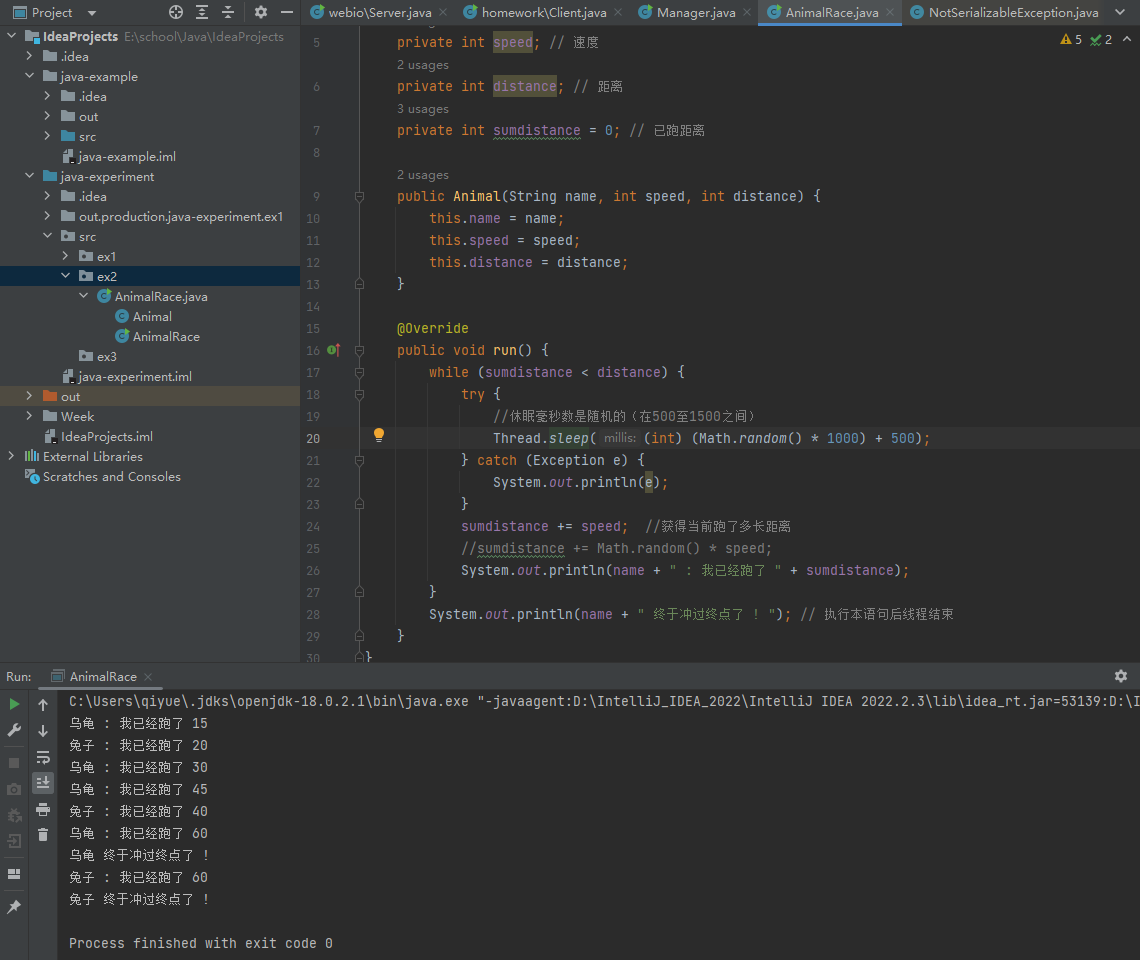 Project
IdeaProjects E:\school\Java\IdeaProjects
.idea
java-example
.idea
out
src
java-example.iml
java-experiment
.idea
out.production.java-experiment.ex1
src
ex1
ex2
AnimalRace.java
Animal
AnimalRace
ex3
java-experiment.iml
out
Week
IdeaProjects.iml
External Libraries
Scratches and Consoles
webio\Server.java homework\Client.java Manager.java AnimalRace.java NotSerializableException.java
5 2
5 private int speed; // 速度
2 usages
6 private int distance; // 距离
3 usages
7 private int sumdistance = 0; // 已跑距离
8
2 usages
9 public Animal(String name, int speed, int distance) {
10 this.name = name;
11 this.speed = speed;
12 this.distance = distance;
13 }
14
15 @Override
16 public void run() {
17 while (sumdistance < distance) {
18 try {
19 //休眠毫秒数是随机的（在500至1500之间）
20 Thread.sleep( millis: (int) (Math.random() * 1000) + 500);
21 } catch (Exception e) {
22 System.out.println(e);
23 }
24 sumdistance += speed; //获得当前跑了多长距离
25 //sumdistance += Math.random() * speed;
26 System.out.println(name + " : 我已经跑了 " + sumdistance);
27 }
28 System.out.println(name + " 终于冲过终点了 ! "); // 执行本语句后线程结束
29 }
30 }
Run: AnimalRace
C:\Users\qiyue\.jdks\openjdk-18.0.2.1\bin\java.exe "-javaagent:D:\IntelliJ_IDEA_2022\IntelliJ IDEA 2022.2.3\lib\idea_rt.jar=53139:D:\I
乌龟 : 我已经跑了 15
兔子 : 我已经跑了 20
乌龟 : 我已经跑了 30
乌龟 : 我已经跑了 45
兔子 : 我已经跑了 40
乌龟 : 我已经跑了 60
乌龟 终于冲过终点了 !
兔子 : 我已经跑了 60
兔子 终于冲过终点了 !
Process finished with exit code 0